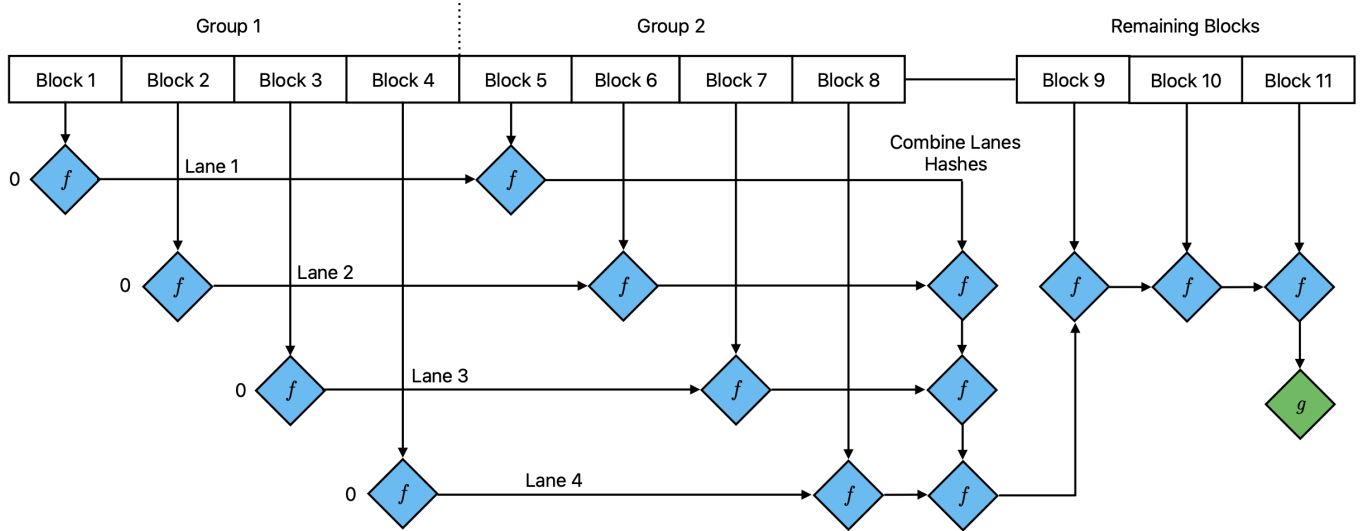 Group 1
Group 2
Remaining Blocks
Block 1
Block 2
Block 3
Block 4
Block 5
Block 6
Block 7
Block 8
Block 9
Block 10
Block 11
Combine Lanes
Hashes
0
f
Lane 1
f
0
f
Lane 2
f
f
f
f
f
0
f
Lane 3
f
f
g
0
f
Lane 4
f
f